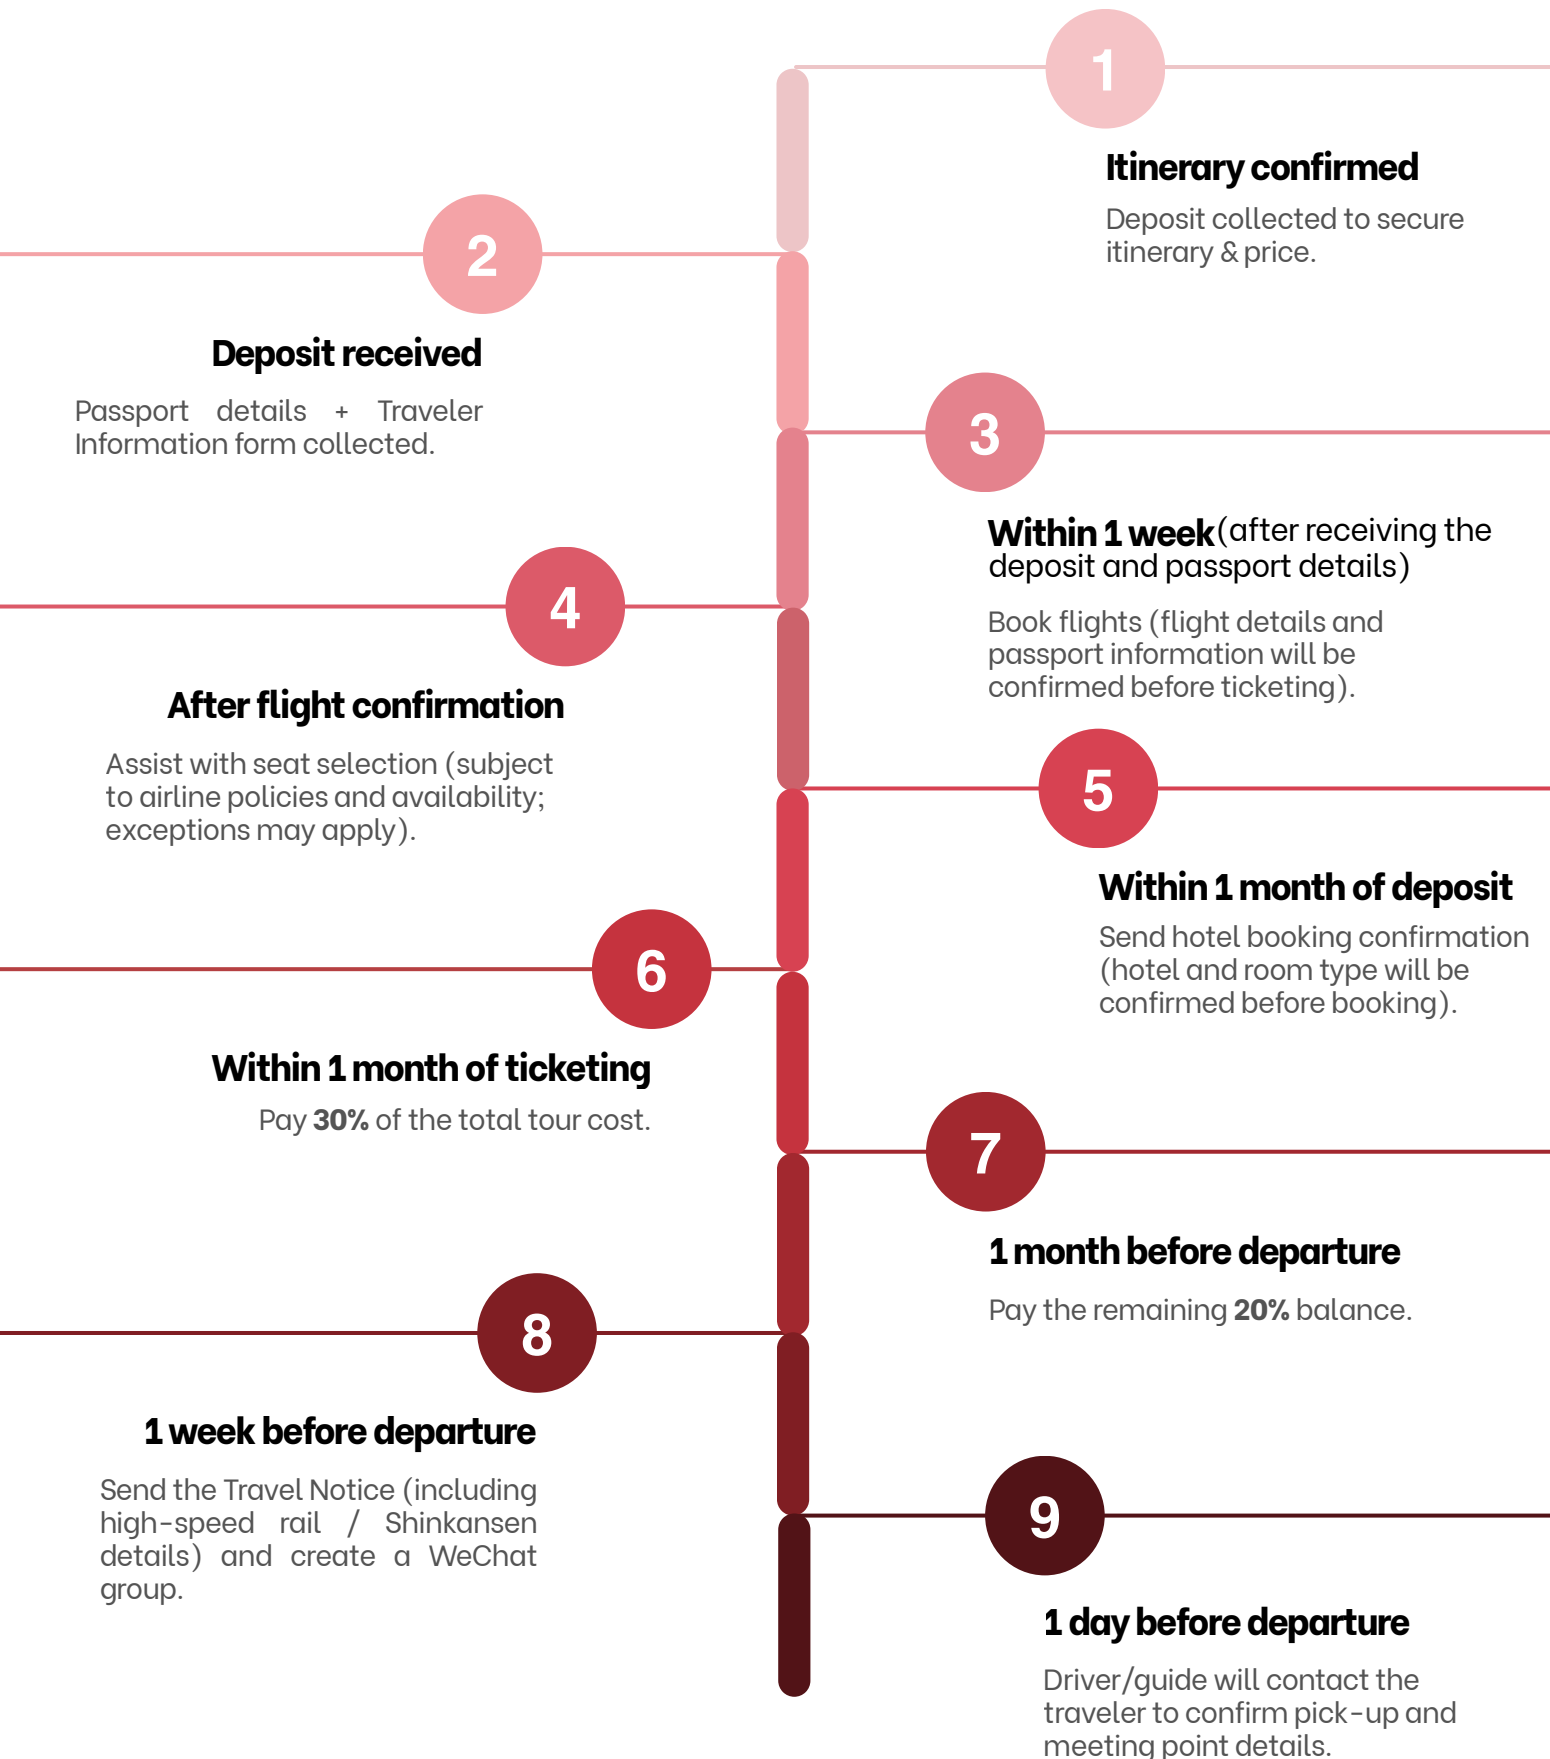 1
Itinerary confirmed
Deposit collected to secure
itinerary & price.
2
Deposit received
Passport details + Traveler
Information form collected.
3
Within 1 week (after receiving the
deposit and passport details)
Book flights (flight details and
passport information will be
confirmed before ticketing).
4
After flight confirmation
Assist with seat selection (subject
to airline policies and availability;
exceptions may apply).
5
Within 1 month of deposit
Send hotel booking confirmation
(hotel and room type will be
confirmed before booking).
6
Within 1 month of ticketing
Pay 30% of the total tour cost.
7
1 month before departure
Pay the remaining 20% balance.
8
1 week before departure
Send the Travel Notice (including
high-speed rail / Shinkansen
details) and create a WeChat
group.
9
1 day before departure
Driver/guide will contact the
traveler to confirm pick-up and
meeting point details.